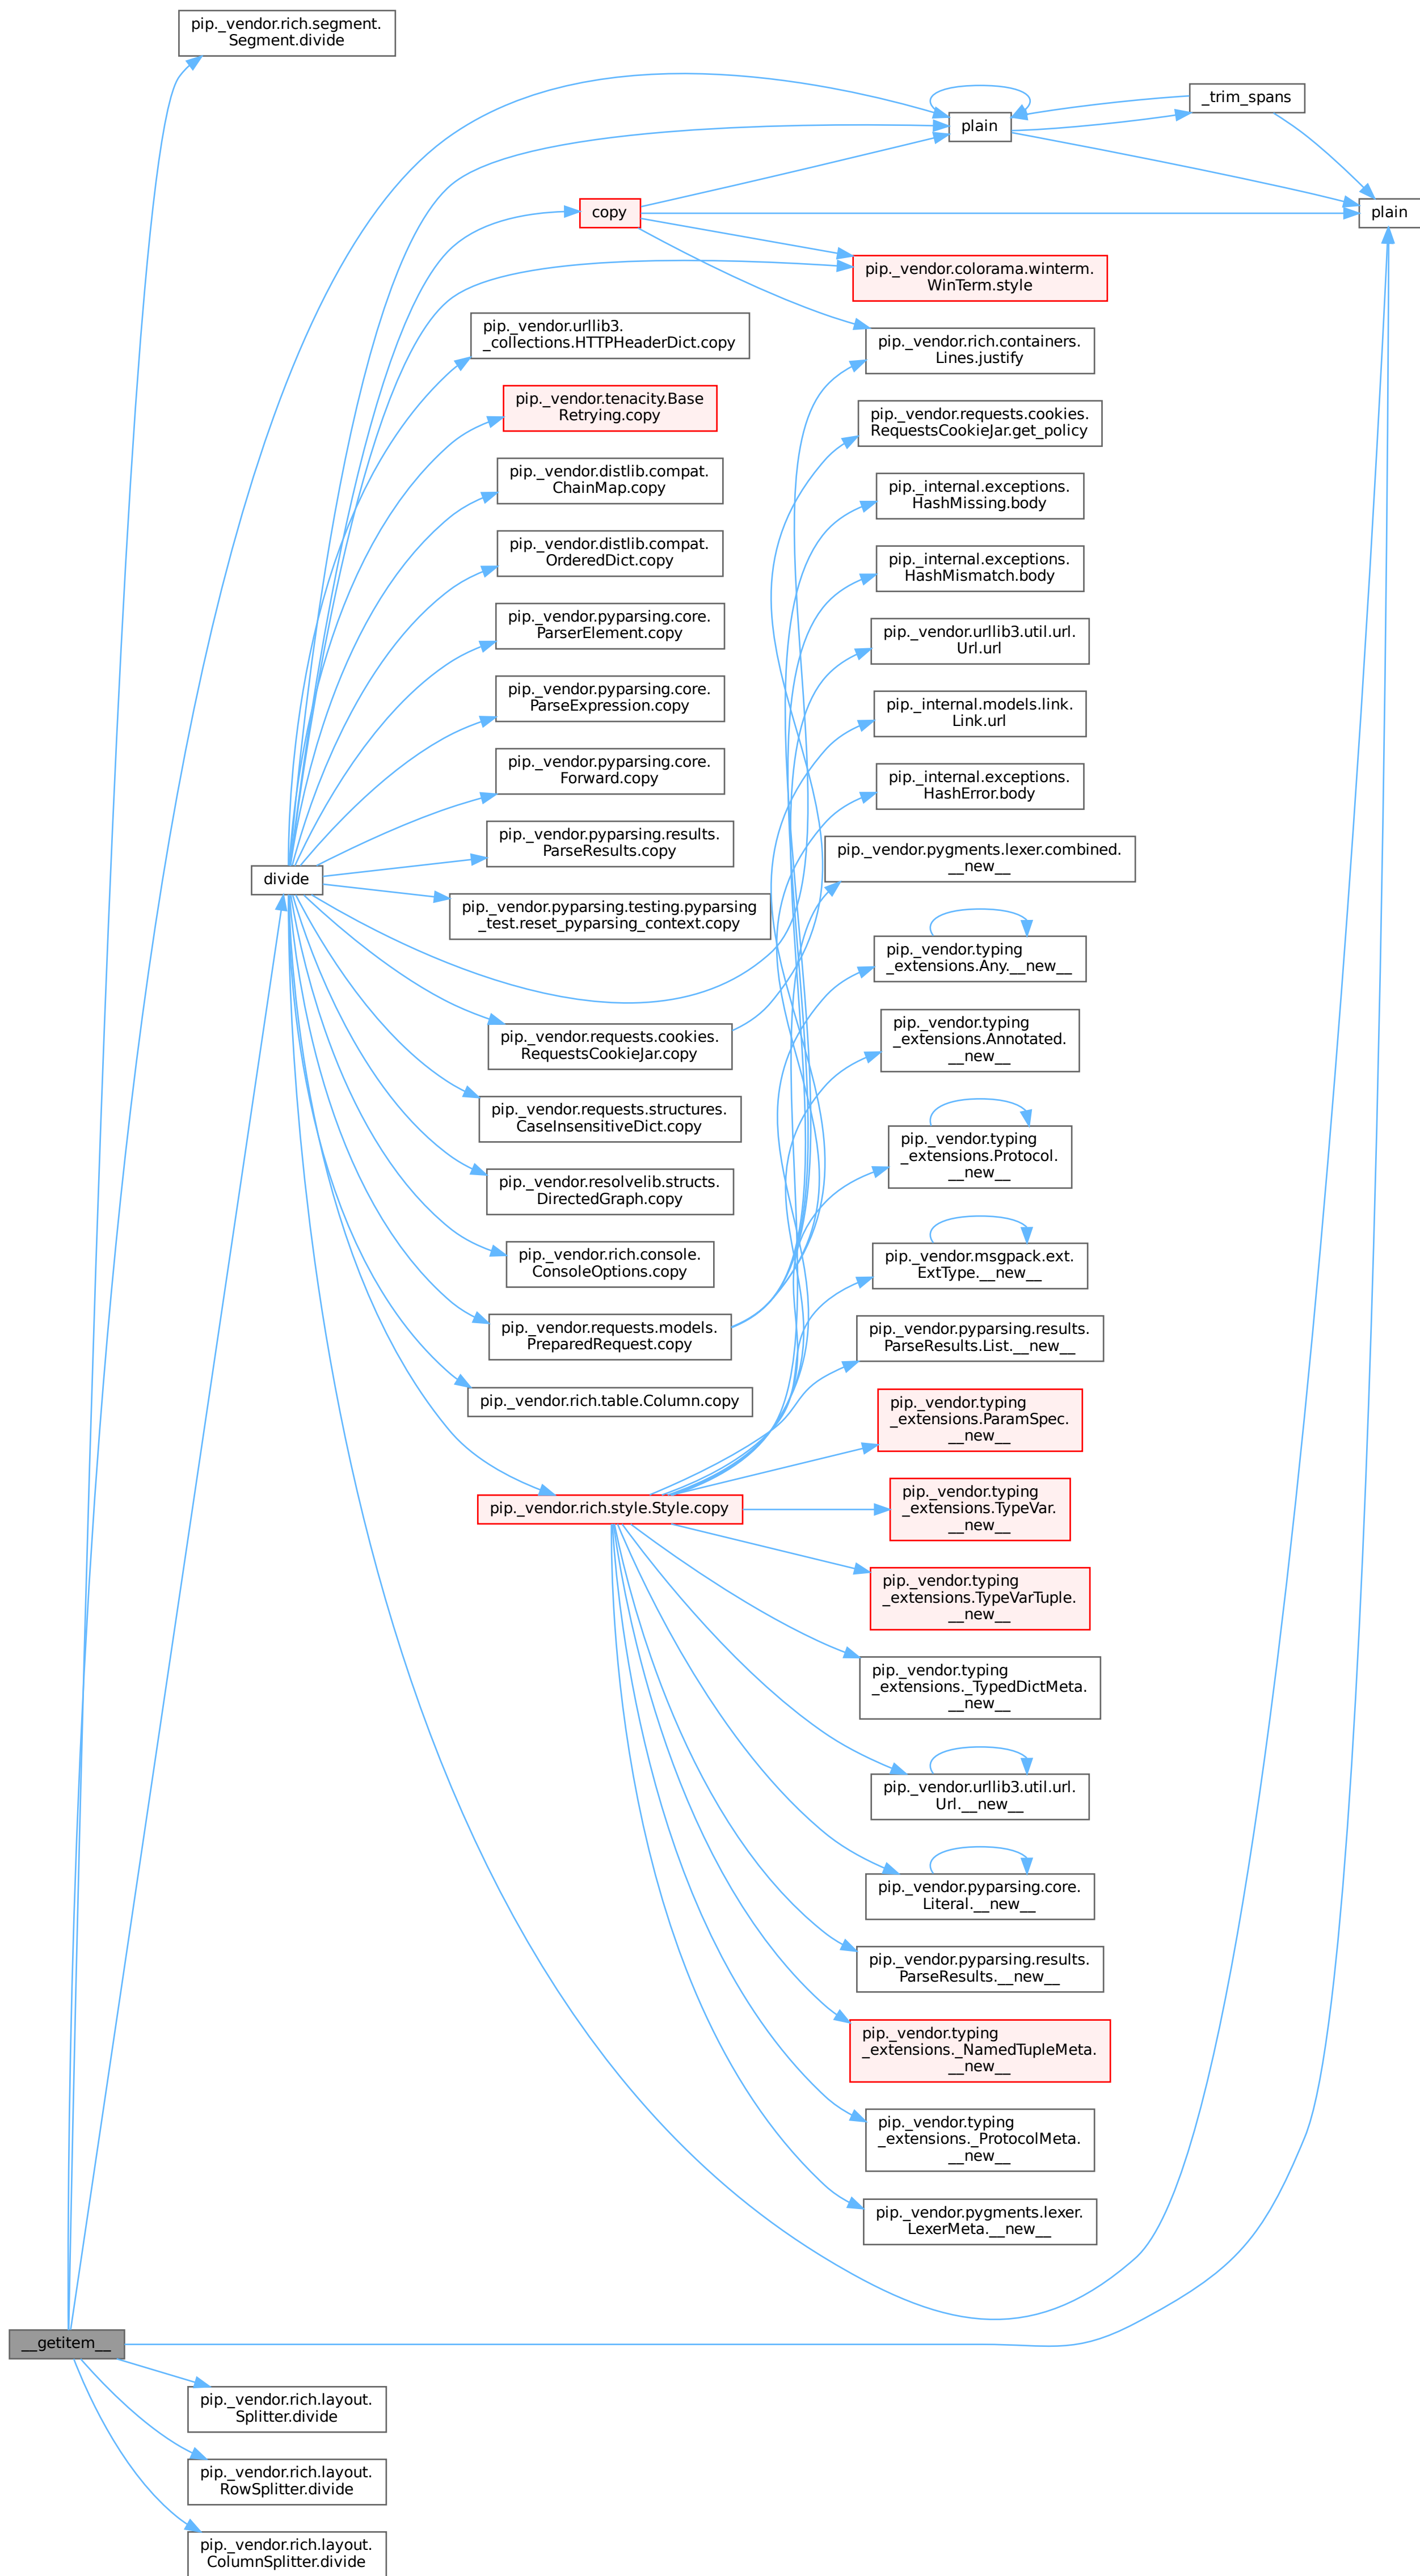 pip._vendor.rich.segment.
Segment.divide
_trim_spans
plain
copy
plain
pip._vendor.colorama.winterm.
WinTerm.style
pip._vendor.urllib3.
_collections.HTTPHeaderDict.copy
pip._vendor.rich.containers.
Lines.justify
pip._vendor.tenacity.Base
Retrying.copy
pip._vendor.requests.cookies.
RequestsCookieJar.get_policy
pip._vendor.distlib.compat.
ChainMap.copy
pip._internal.exceptions.
HashMissing.body
pip._vendor.distlib.compat.
OrderedDict.copy
pip._internal.exceptions.
HashMismatch.body
pip._vendor.pyparsing.core.
ParserElement.copy
pip._vendor.urllib3.util.url.
Url.url
pip._vendor.pyparsing.core.
ParseExpression.copy
pip._internal.models.link.
Link.url
pip._vendor.pyparsing.core.
Forward.copy
pip._internal.exceptions.
HashError.body
pip._vendor.pyparsing.results.
ParseResults.copy
pip._vendor.pygments.lexer.combined.
__new__
divide
pip._vendor.pyparsing.testing.pyparsing
_test.reset_pyparsing_context.copy
pip._vendor.typing
_extensions.Any.__new__
pip._vendor.requests.cookies.
RequestsCookieJar.copy
pip._vendor.typing
_extensions.Annotated.
__new__
pip._vendor.requests.structures.
CaseInsensitiveDict.copy
pip._vendor.typing
_extensions.Protocol.
__new__
pip._vendor.resolvelib.structs.
DirectedGraph.copy
pip._vendor.rich.console.
ConsoleOptions.copy
pip._vendor.msgpack.ext.
ExtType.__new__
pip._vendor.requests.models.
PreparedRequest.copy
pip._vendor.pyparsing.results.
ParseResults.List.__new__
pip._vendor.rich.table.Column.copy
pip._vendor.typing
_extensions.ParamSpec.
__new__
pip._vendor.rich.style.Style.copy
pip._vendor.typing
_extensions.TypeVar.
__new__
pip._vendor.typing
_extensions.TypeVarTuple.
__new__
pip._vendor.typing
_extensions._TypedDictMeta.
__new__
pip._vendor.urllib3.util.url.
Url.__new__
pip._vendor.pyparsing.core.
Literal.__new__
pip._vendor.pyparsing.results.
ParseResults.__new__
pip._vendor.typing
_extensions._NamedTupleMeta.
__new__
pip._vendor.typing
_extensions._ProtocolMeta.
__new__
pip._vendor.pygments.lexer.
LexerMeta.__new__
__getitem__
pip._vendor.rich.layout.
Splitter.divide
pip._vendor.rich.layout.
RowSplitter.divide
pip._vendor.rich.layout.
ColumnSplitter.divide